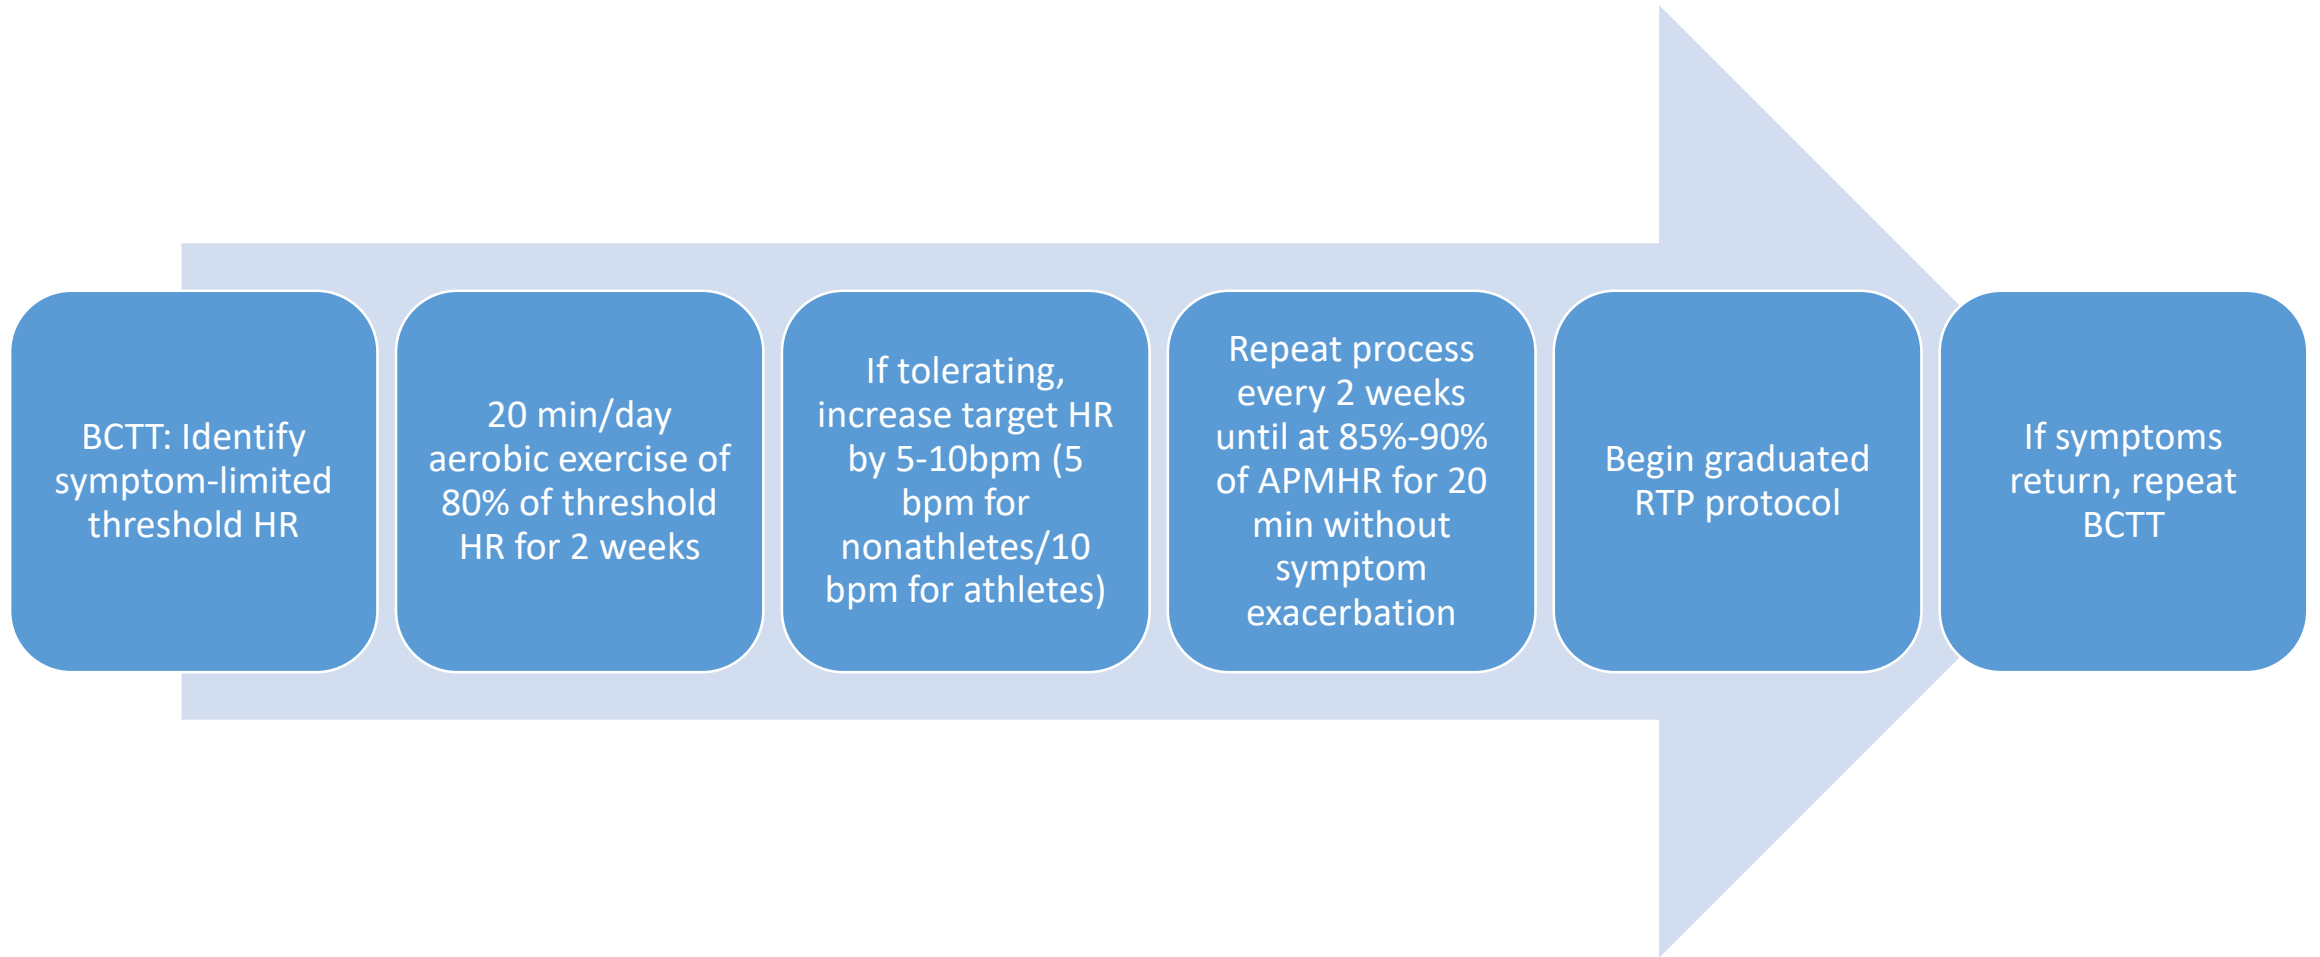 BCTT: Identify
symptom-limited
threshold HR
20 min/day
aerobic exercise of
80% of threshold
HR for 2 weeks
If tolerating,
increase target HR
by 5-10bpm (5
bpm for
nonathletes/10
bpm for athletes)
Repeat process
every 2 weeks
until at 85%-90%
of APMHR for 20
min without
symptom
exacerbation
Begin graduated
RTP protocol
If symptoms
return, repeat
BCTT